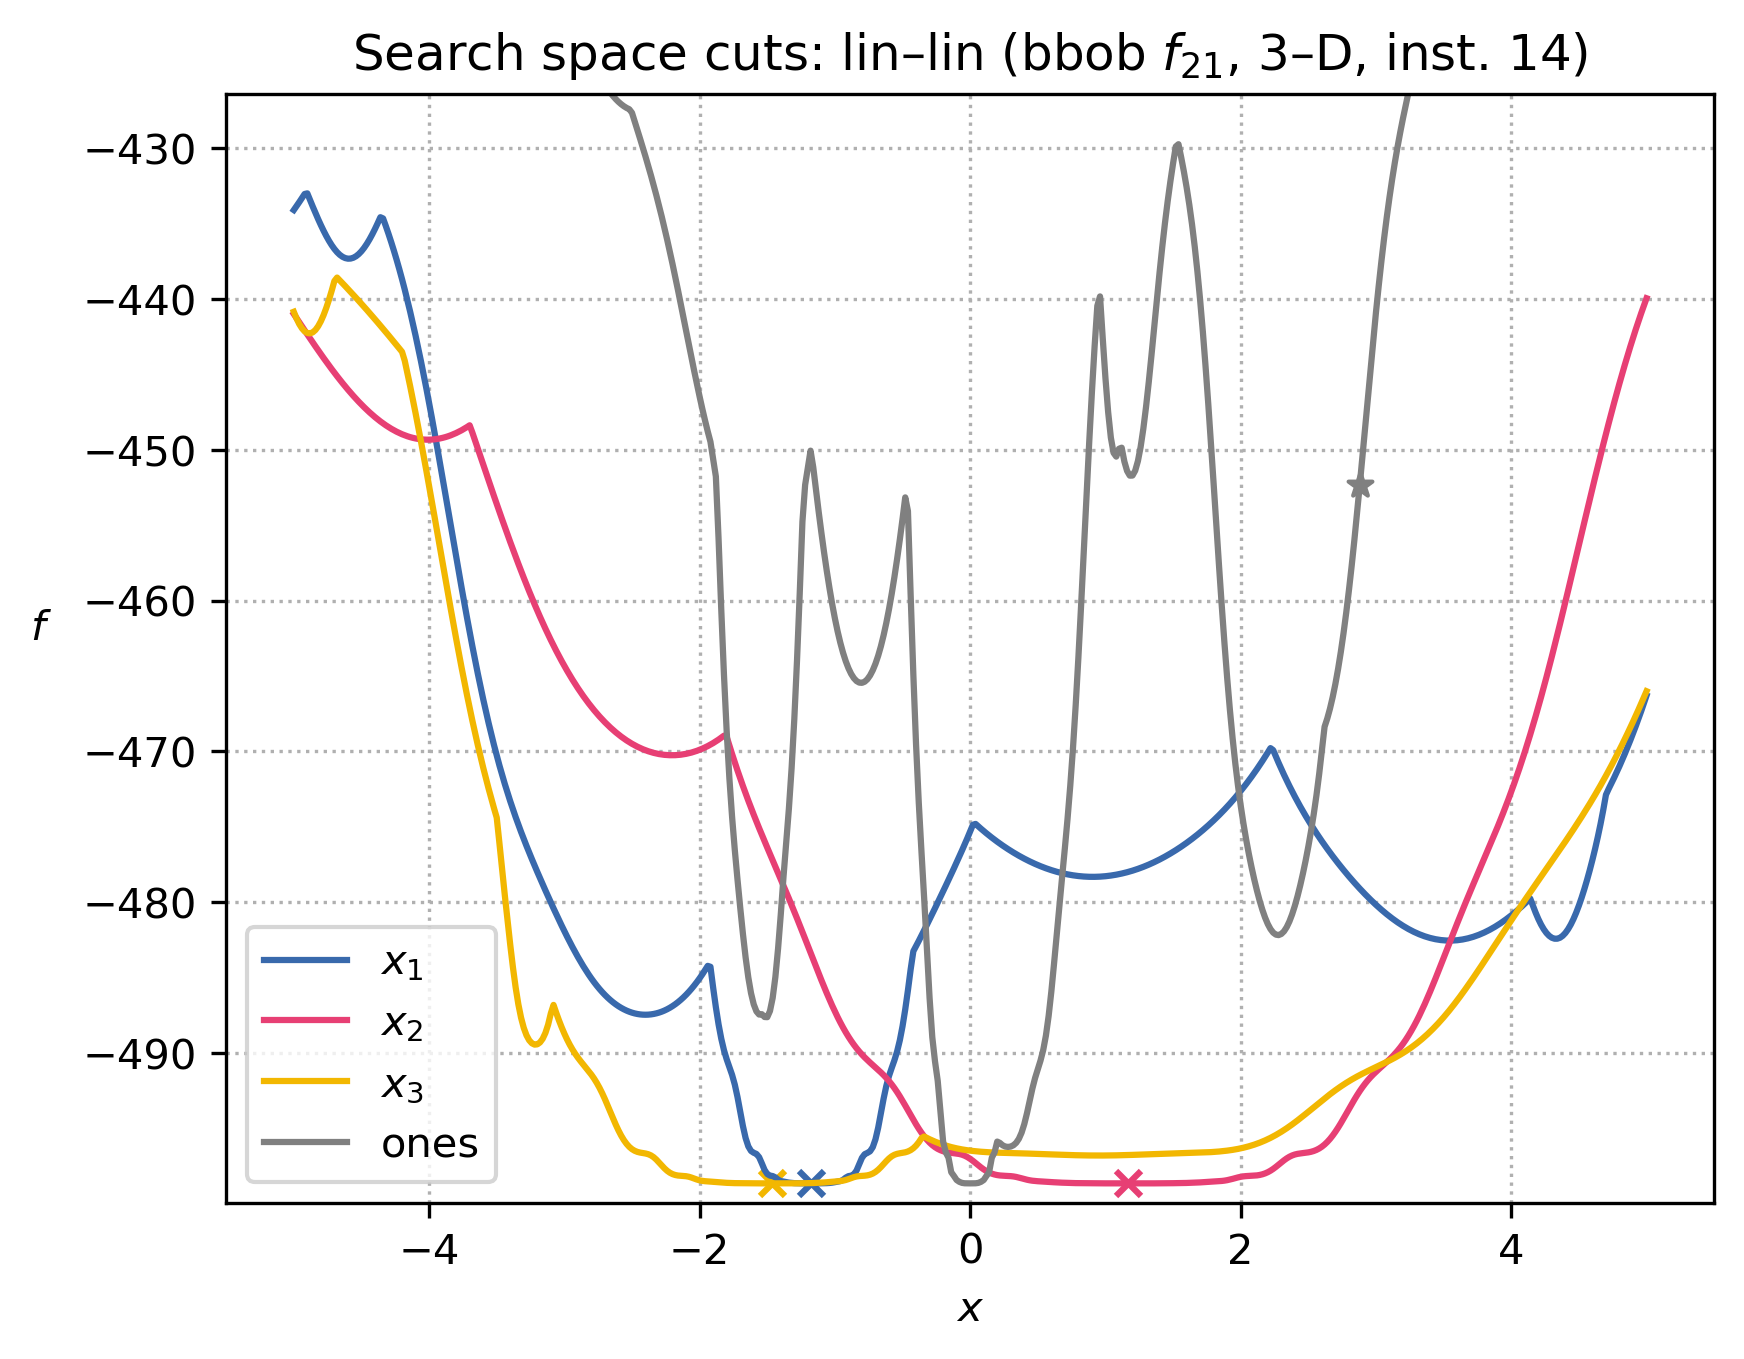 Search space cuts: lin–lin (bbob f₂₁, 3–D, inst. 14)
−430
−440
−450
−460
f
−470
−480
−490
x₁
x₂
x₃
ones
−4 −2 0 2 4
x